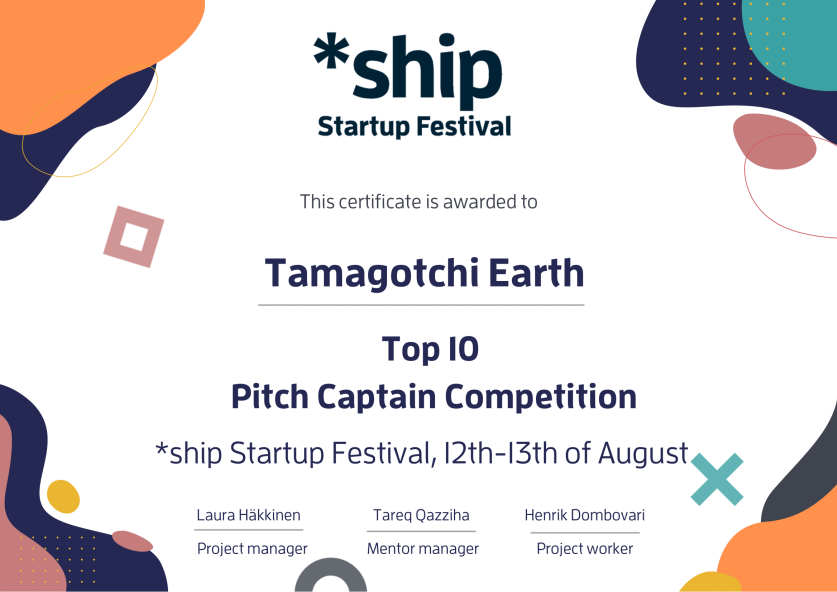 *ship
Startup Festival
This certificate is awarded to
Tamagotchi Earth
Top 10
Pitch Captain Competition
*ship Startup Festival, 12th-13th of August
Laura Häkkinen
Tareq Qazziha
Henrik Dombovari
Project manager
Mentor manager
Project worker